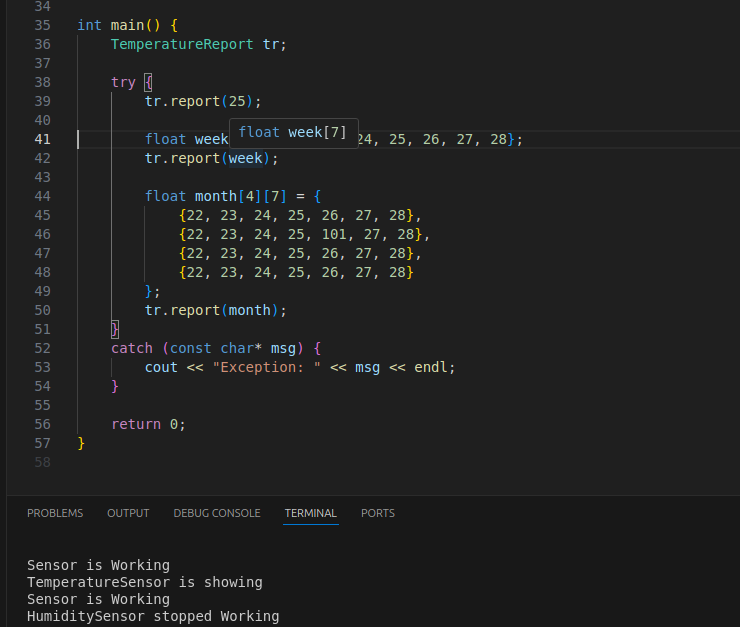 34
35 int main() {
36     TemperatureReport tr;
37
38     try {
39         tr.report(25);
40
41         float week float week[7] 24, 25, 26, 27, 28};
42         tr.report(week);
43
44         float month[4][7] = {
45             {22, 23, 24, 25, 26, 27, 28},
46             {22, 23, 24, 25, 101, 27, 28},
47             {22, 23, 24, 25, 26, 27, 28},
48             {22, 23, 24, 25, 26, 27, 28}
49         };
50         tr.report(month);
51     }
52     catch (const char* msg) {
53         cout << "Exception: " << msg << endl;
54     }
55
56     return 0;
57 }
58
PROBLEMS OUTPUT DEBUG CONSOLE TERMINAL PORTS
Sensor is Working
TemperatureSensor is showing
Sensor is Working
HumiditySensor stopped Working